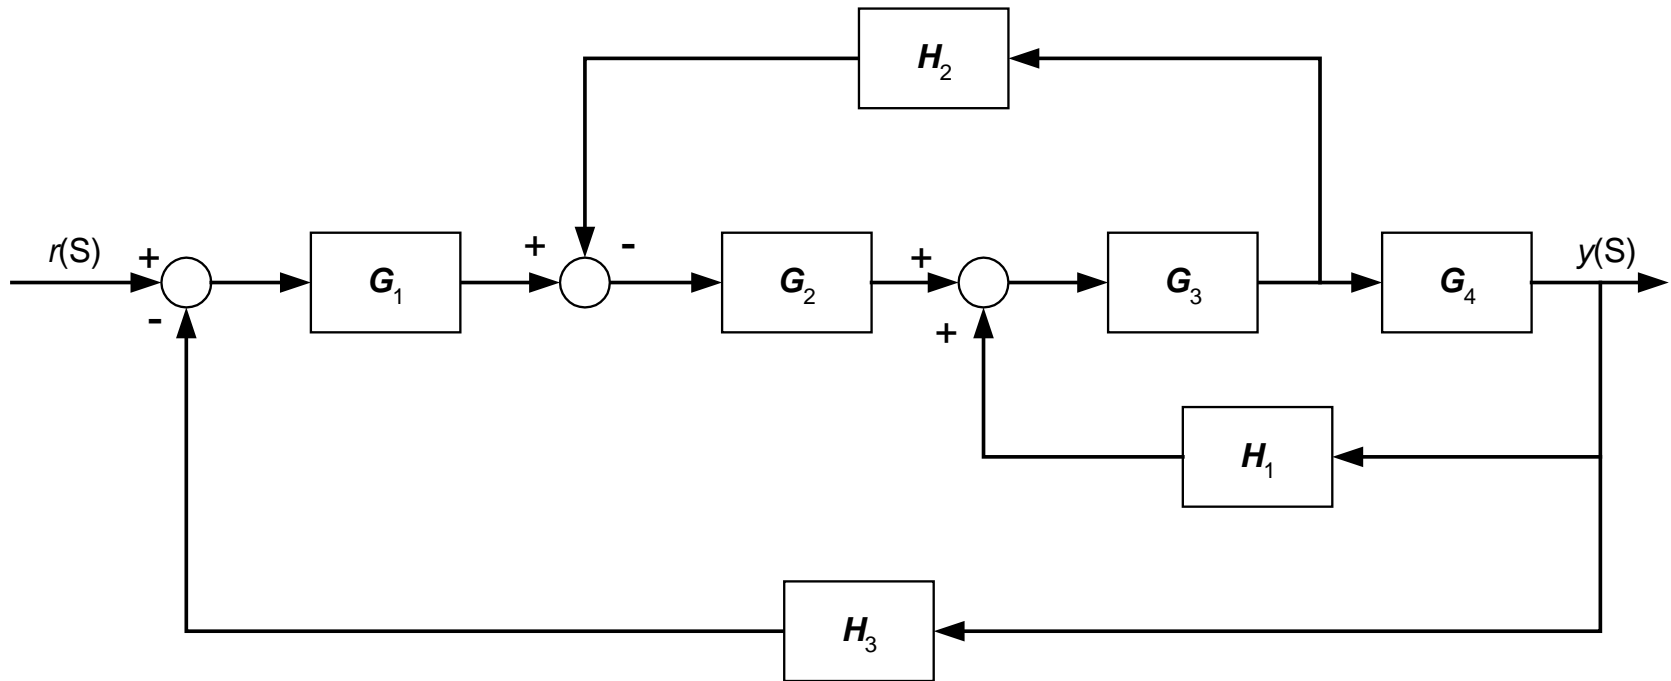 H2
r(S)
+
-
G1
+
-
G2
+
+
G3
G4
y(S)
H1
H3